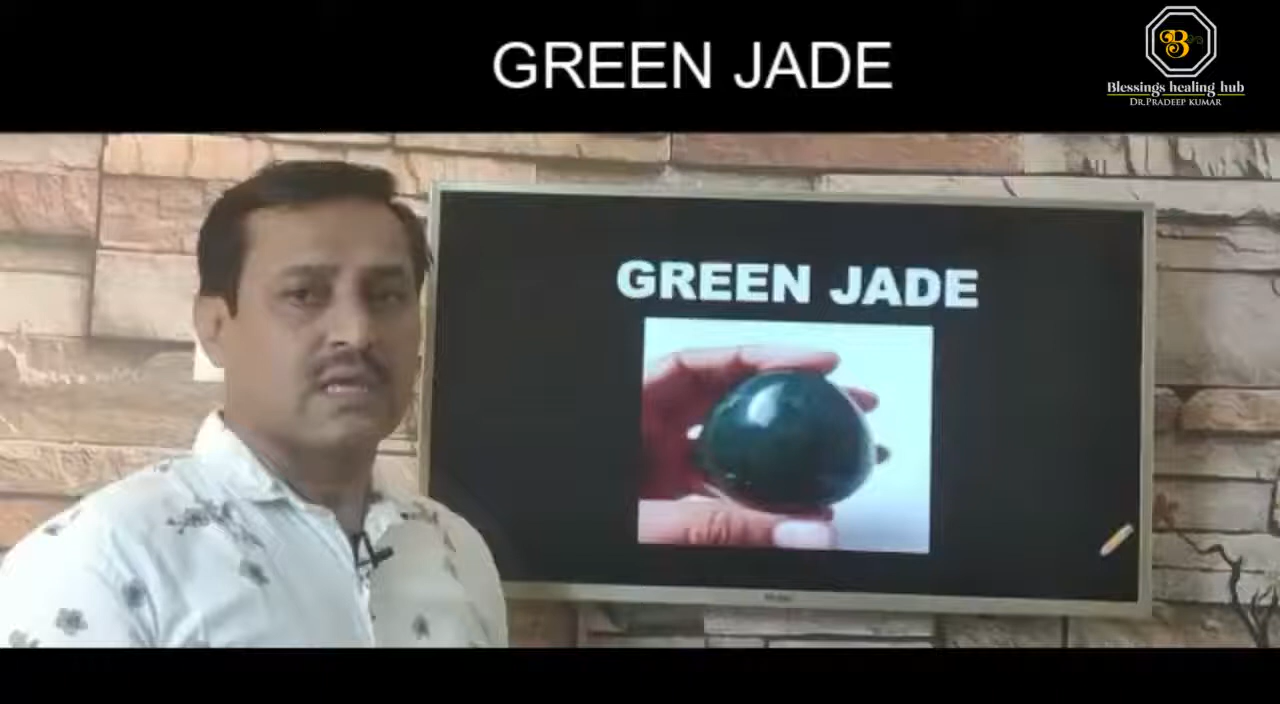 GREEN JADE
B
Blessings healing hub
DR.PRADEEP KUMAR
GREEN JADE